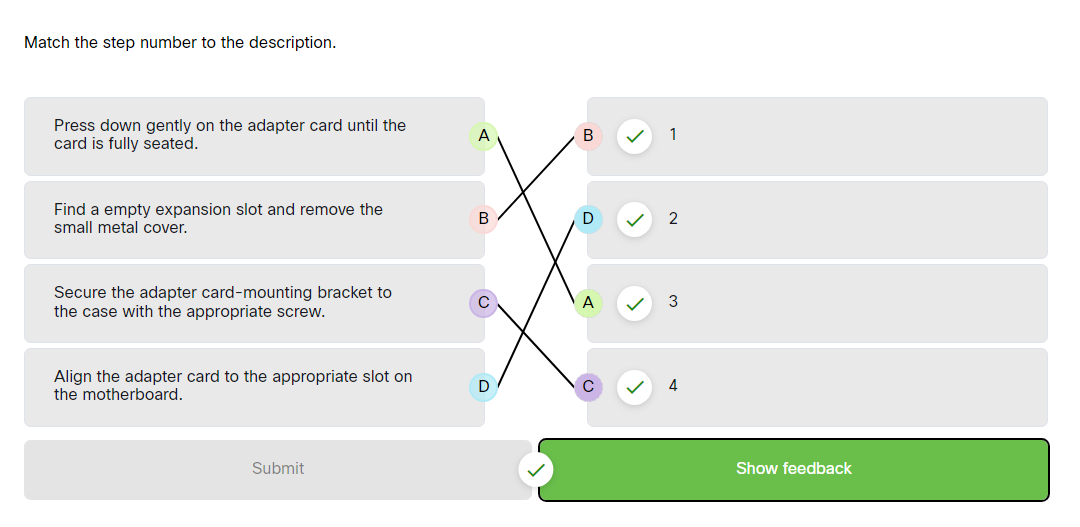 Match the step number to the description.
Press down gently on the adapter card until the
card is fully seated.
A
B
1
Find a empty expansion slot and remove the
small metal cover.
B
D
2
Secure the adapter card-mounting bracket to
the case with the appropriate screw.
C
A
3
Align the adapter card to the appropriate slot on
the motherboard.
D
C
4
Submit
Show feedback